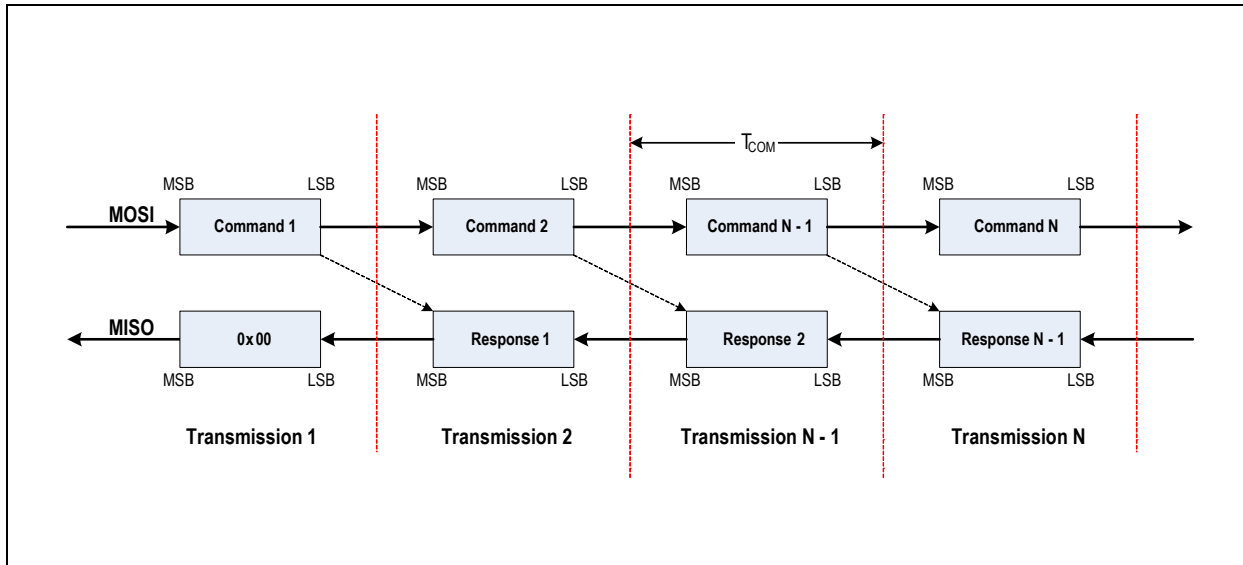 T_COM
MSB LSB MSB LSB MSB LSB MSB LSB
MOSI Command 1 Command 2 Command N - 1 Command N
MISO 0x00 Response 1 Response 2 Response N - 1
MSB LSB MSB LSB MSB LSB MSB LSB
Transmission 1 Transmission 2 Transmission N - 1 Transmission N